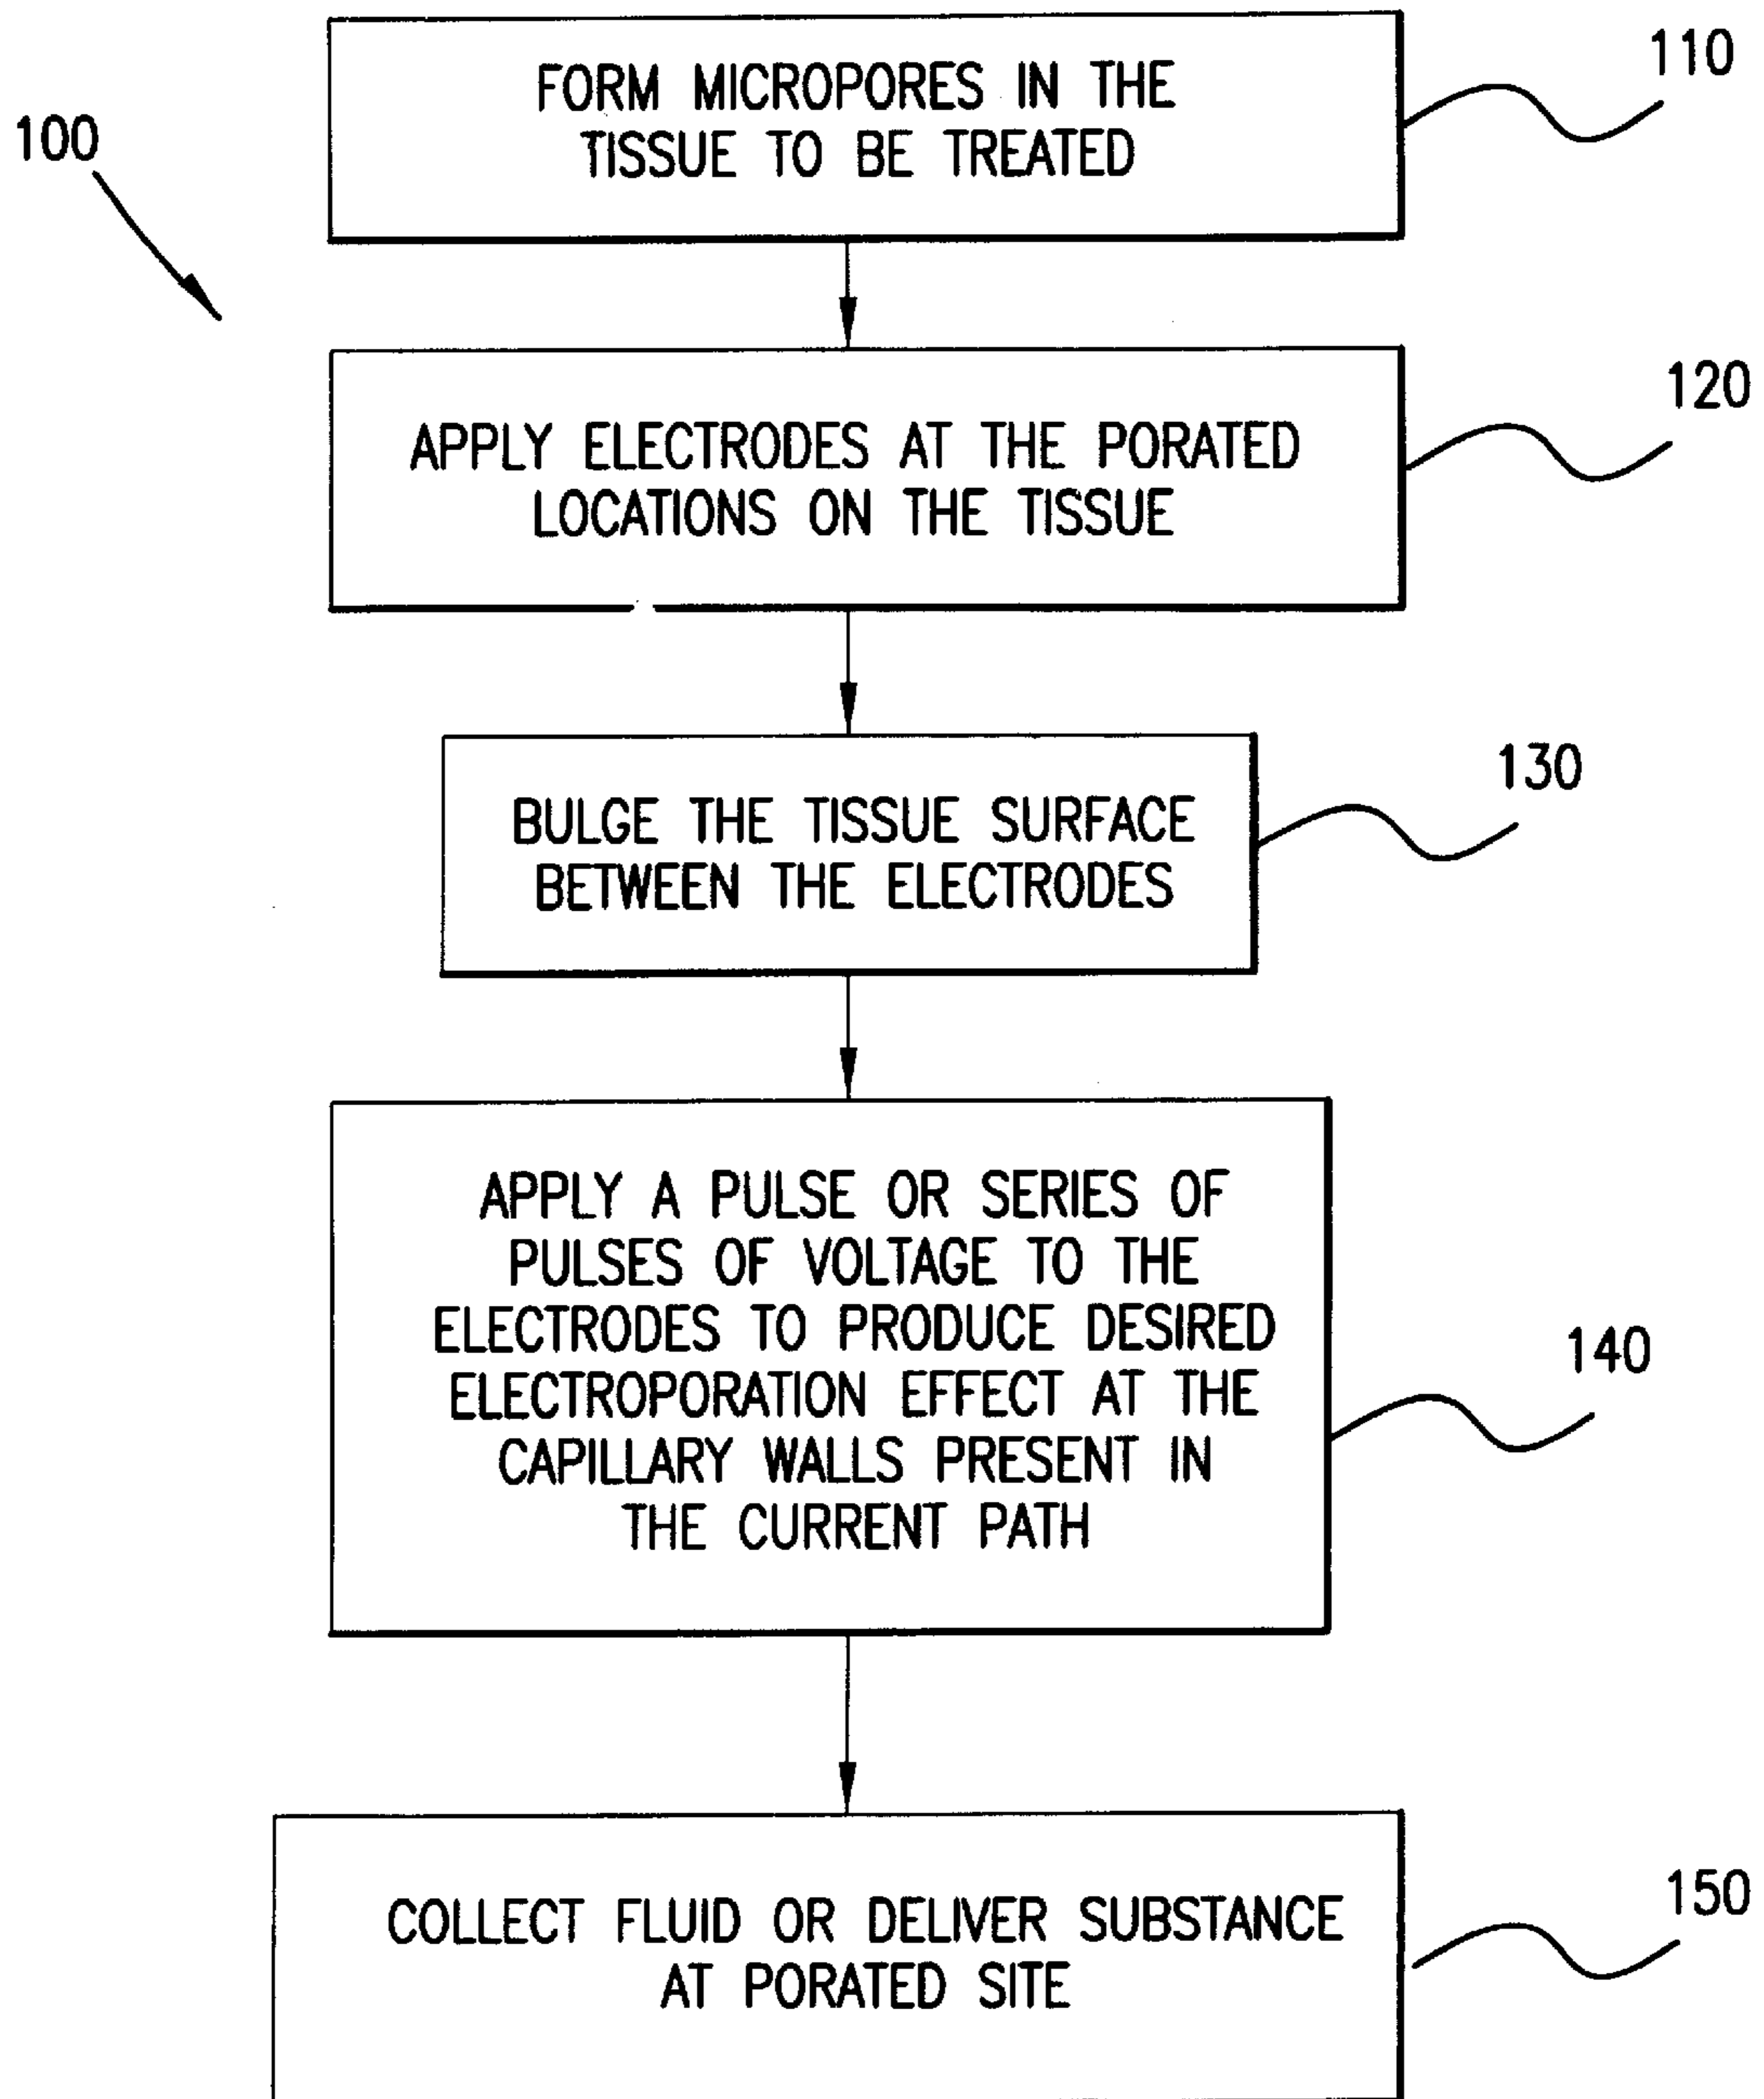 100
FORM MICROPORES IN THE
TISSUE TO BE TREATED
110
APPLY ELECTRODES AT THE PORATED
LOCATIONS ON THE TISSUE
120
BULGE THE TISSUE SURFACE
BETWEEN THE ELECTRODES
130
APPLY A PULSE OR SERIES OF
PULSES OF VOLTAGE TO THE
ELECTRODES TO PRODUCE DESIRED
ELECTROPORATION EFFECT AT THE
CAPILLARY WALLS PRESENT IN
THE CURRENT PATH
140
COLLECT FLUID OR DELIVER SUBSTANCE
AT PORATED SITE
150